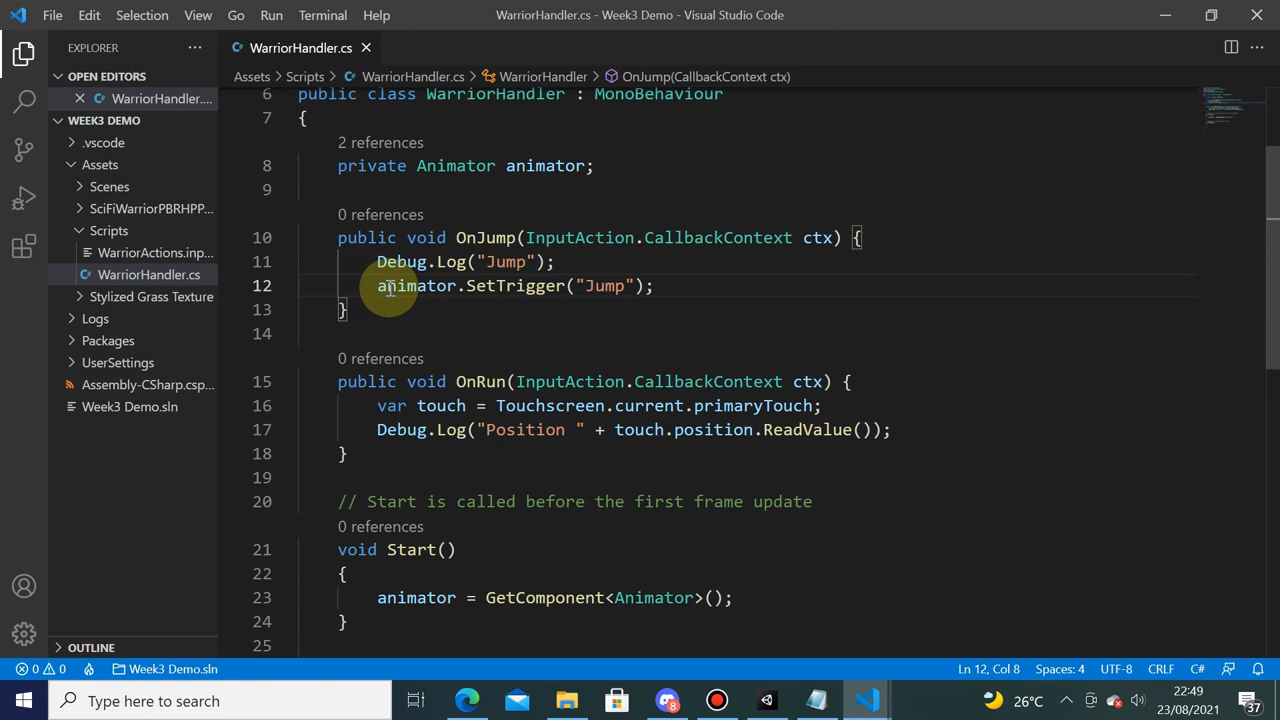 File Edit Selection View Go Run Terminal Help
WarriorHandler.cs - Week3 Demo - Visual Studio Code
EXPLORER
WarriorHandler.cs
OPEN EDITORS
WarriorHandler....
WEEK3 DEMO
.vscode
Assets
Scenes
SciFiWarriorPBRHPP...
Scripts
WarriorActions.inp...
WarriorHandler.cs
Stylized Grass Texture
Logs
Packages
UserSettings
Assembly-CSharp.csp...
Week3 Demo.sln
OUTLINE
Assets > Scripts > WarriorHandler.cs > WarriorHandler > OnJump(CallbackContext ctx)
6 public class WarriorHandler : MonoBehaviour
7 {
2 references
8 private Animator animator;
9
0 references
10 public void OnJump(InputAction.CallbackContext ctx) {
11 Debug.Log("Jump");
12 animator.SetTrigger("Jump");
13 }
14
0 references
15 public void OnRun(InputAction.CallbackContext ctx) {
16 var touch = Touchscreen.current.primaryTouch;
17 Debug.Log("Position " + touch.position.ReadValue());
18 }
19
20 // Start is called before the first frame update
0 references
21 void Start()
22 {
23 animator = GetComponent<Animator>();
24 }
25
0 0 Week3 Demo.sln
Ln 12, Col 8 Spaces: 4 UTF-8 CRLF C#
Type here to search
8
26°C
22:49
23/08/2021
37